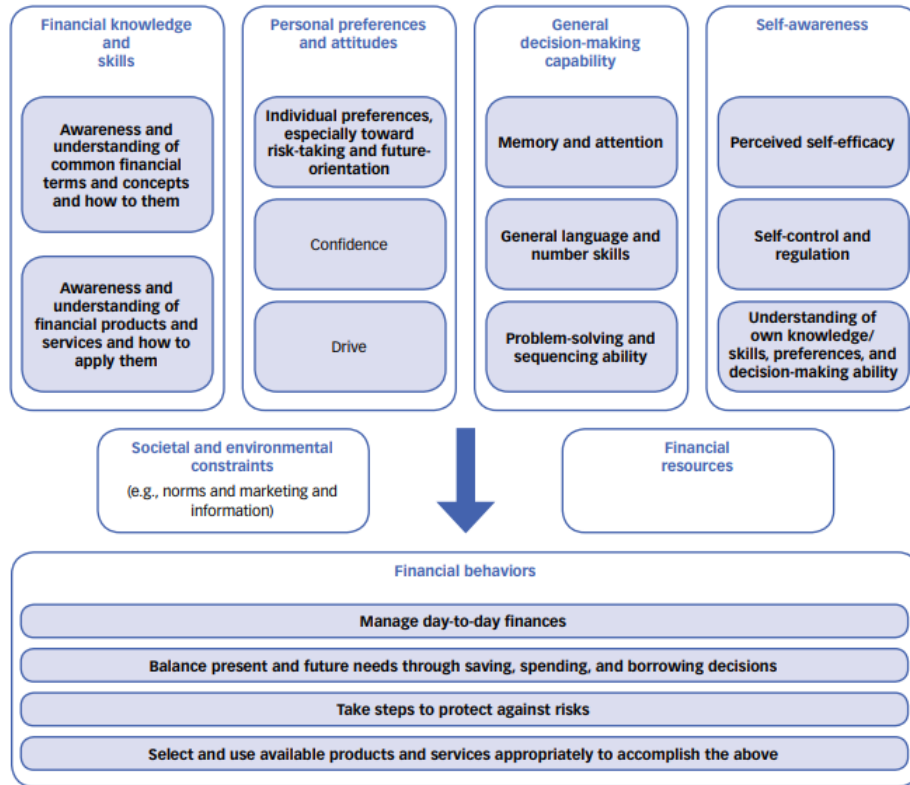 Financial knowledge
and
skills
Awareness and
understanding of
common financial
terms and concepts
and how to them
Awareness and
understanding of
financial products and
services and how to
apply them
Personal preferences
and attitudes
Individual preferences,
especially toward
risk-taking and future-
orientation
Confidence
Drive
General
decision-making
capability
Memory and attention
General language and
number skills
Problem-solving and
sequencing ability
Self-awareness
Perceived self-efficacy
Self-control and
regulation
Understanding of
own knowledge/
skills, preferences, and
decision-making ability
Societal and environmental
constraints
(e.g., norms and marketing and
information)
Financial
resources
Financial behaviors
Manage day-to-day finances
Balance present and future needs through saving, spending, and borrowing decisions
Take steps to protect against risks
Select and use available products and services appropriately to accomplish the above